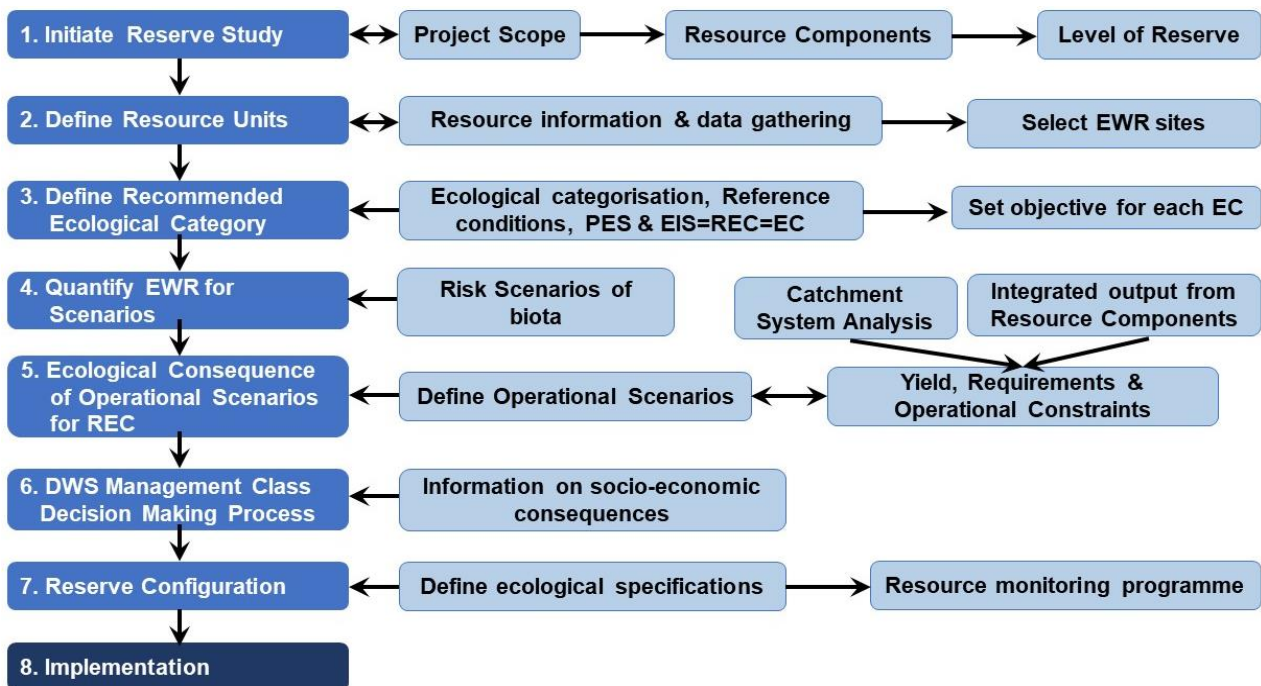 1. Initiate Reserve Study
Project Scope
Resource Components
Level of Reserve
2. Define Resource Units
Resource information & data gathering
Select EWR sites
3. Define Recommended
Ecological Category
Ecological categorisation, Reference
conditions, PES & EIS=REC=EC
Set objective for each EC
4. Quantify EWR for
Scenarios
Risk Scenarios of
biota
Catchment
System Analysis
Integrated output from
Resource Components
5. Ecological Consequence
of Operational Scenarios
for REC
Define Operational Scenarios
Yield, Requirements &
Operational Constraints
6. DWS Management Class
Decision Making Process
Information on socio-economic
consequences
7. Reserve Configuration
Define ecological specifications
Resource monitoring programme
8. Implementation